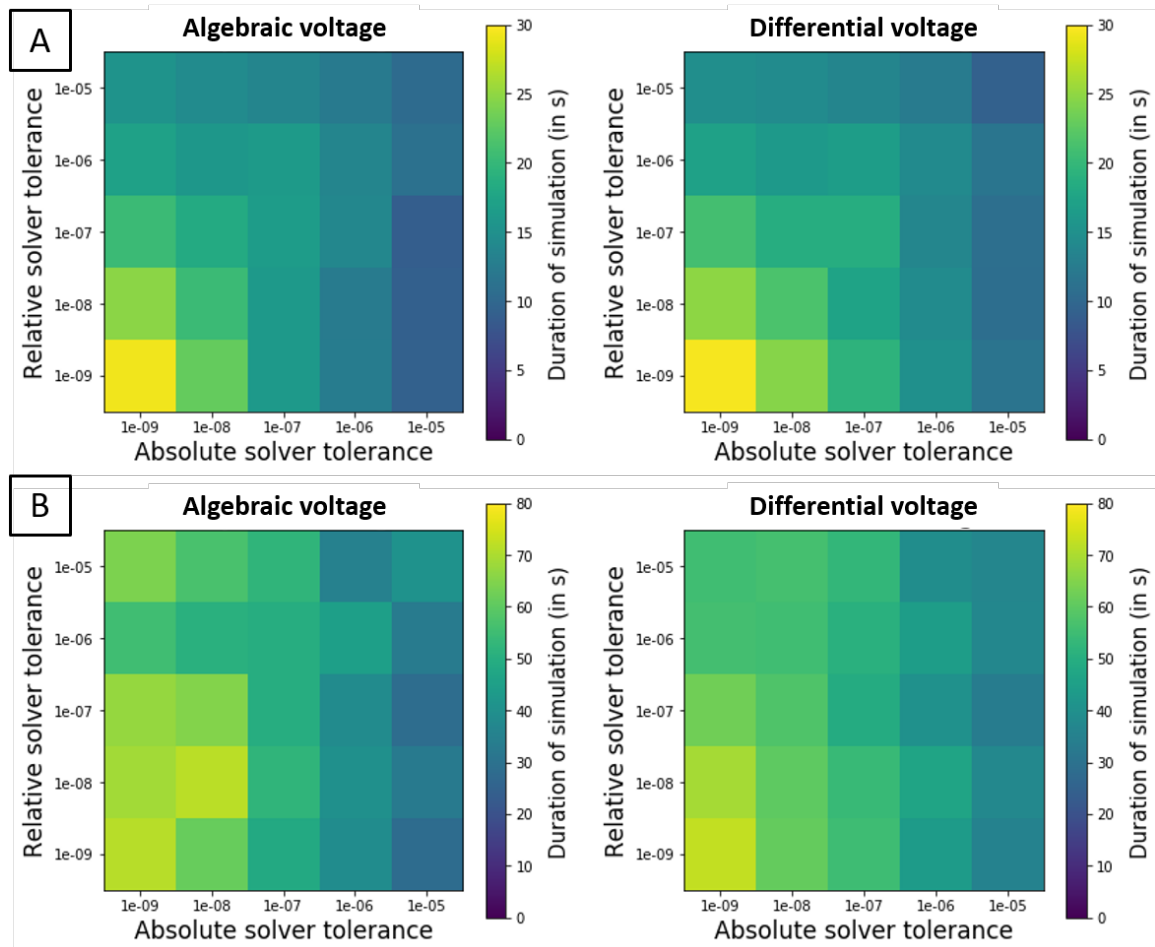 A
Algebraic voltage
Relative solver tolerance
1e-05
1e-06
1e-07
1e-08
1e-09
1e-09 1e-08 1e-07 1e-06 1e-05
Absolute solver tolerance
30
25
20
15
10
5
0
Duration of simulation (in s)
Differential voltage
Relative solver tolerance
1e-05
1e-06
1e-07
1e-08
1e-09
1e-09 1e-08 1e-07 1e-06 1e-05
Absolute solver tolerance
30
25
20
15
10
5
0
Duration of simulation (in s)
B
Algebraic voltage
Relative solver tolerance
1e-05
1e-06
1e-07
1e-08
1e-09
1e-09 1e-08 1e-07 1e-06 1e-05
Absolute solver tolerance
80
70
60
50
40
30
20
10
0
Duration of simulation (in s)
Differential voltage
Relative solver tolerance
1e-05
1e-06
1e-07
1e-08
1e-09
1e-09 1e-08 1e-07 1e-06 1e-05
Absolute solver tolerance
80
70
60
50
40
30
20
10
0
Duration of simulation (in s)